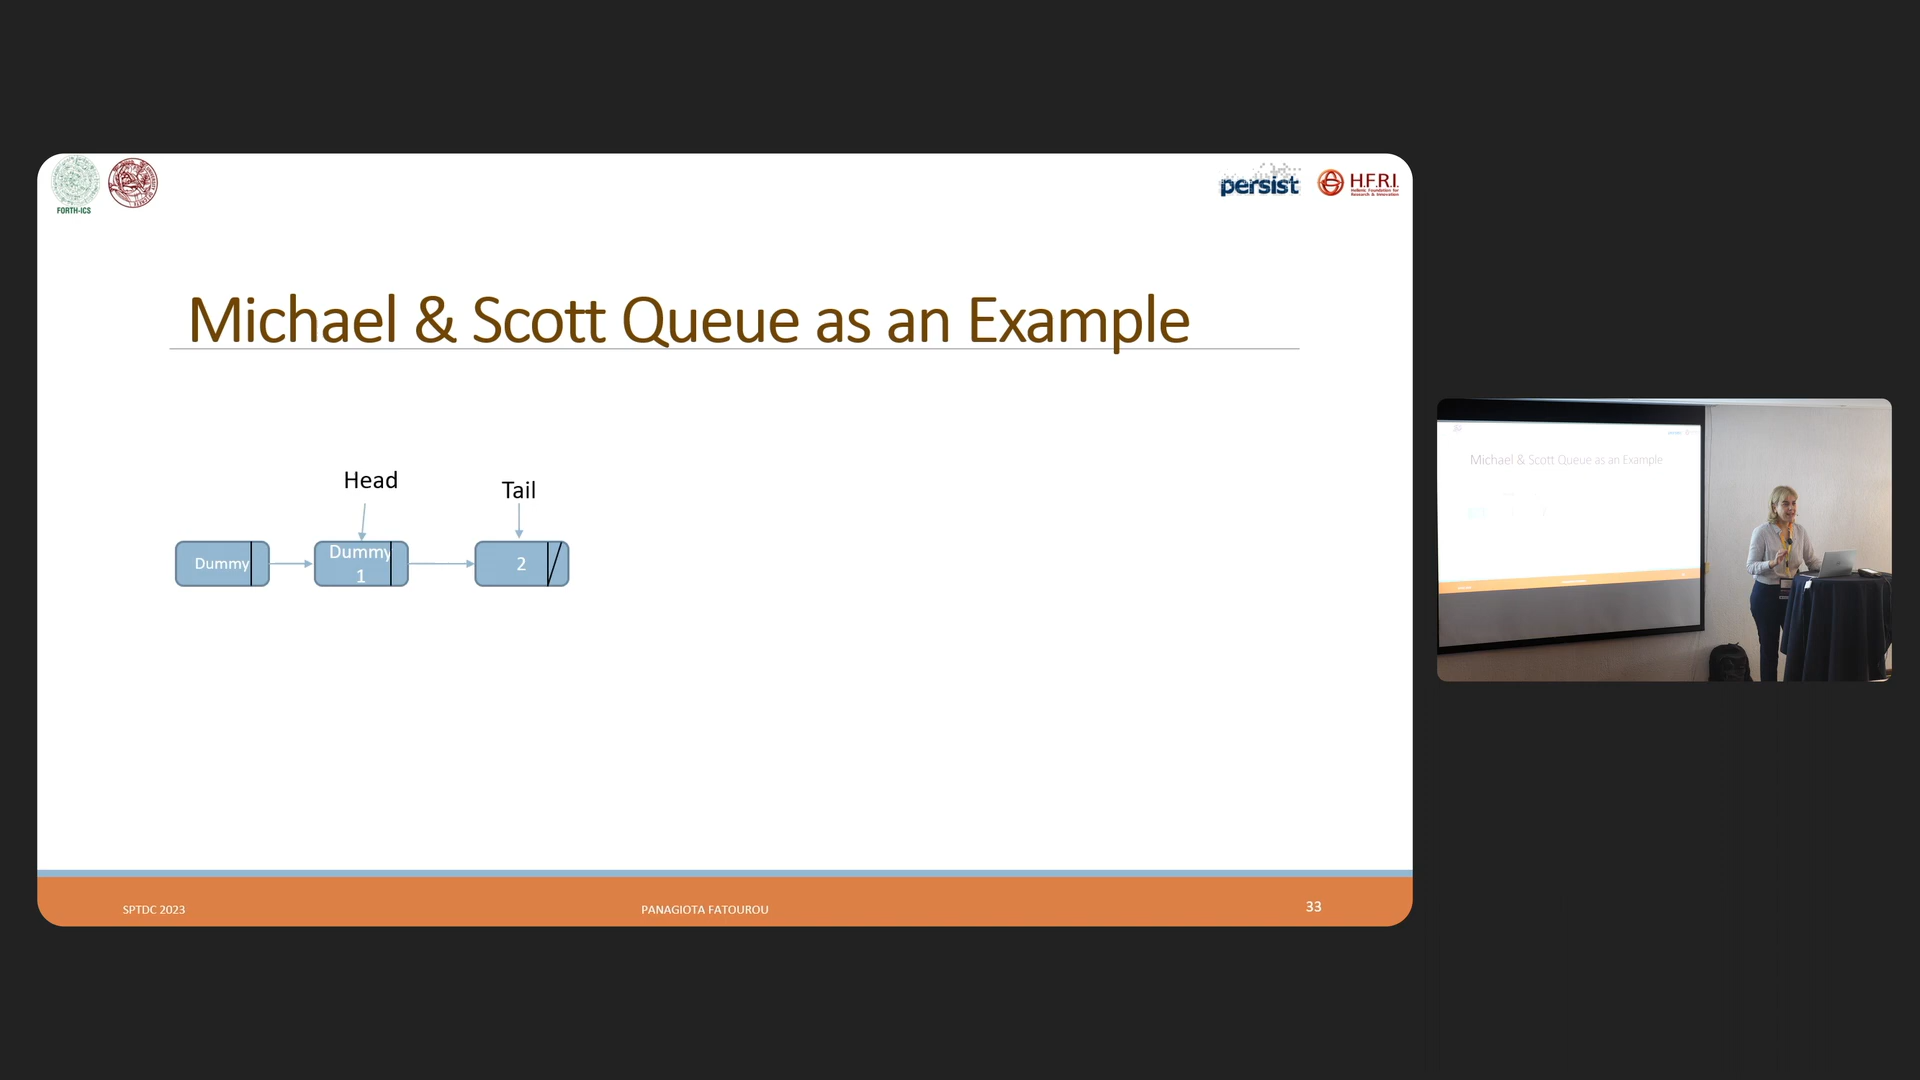 FORTH-ICS
persist
H.F.R.I.
Hellenic Foundation for
Research & Innovation
Michael & Scott Queue as an Example
Head
Tail
Dummy
Dummy
1
2
SPTDC 2023
PANAGIOTA FATOUROU
33
Michael & Scott Queue as an Example